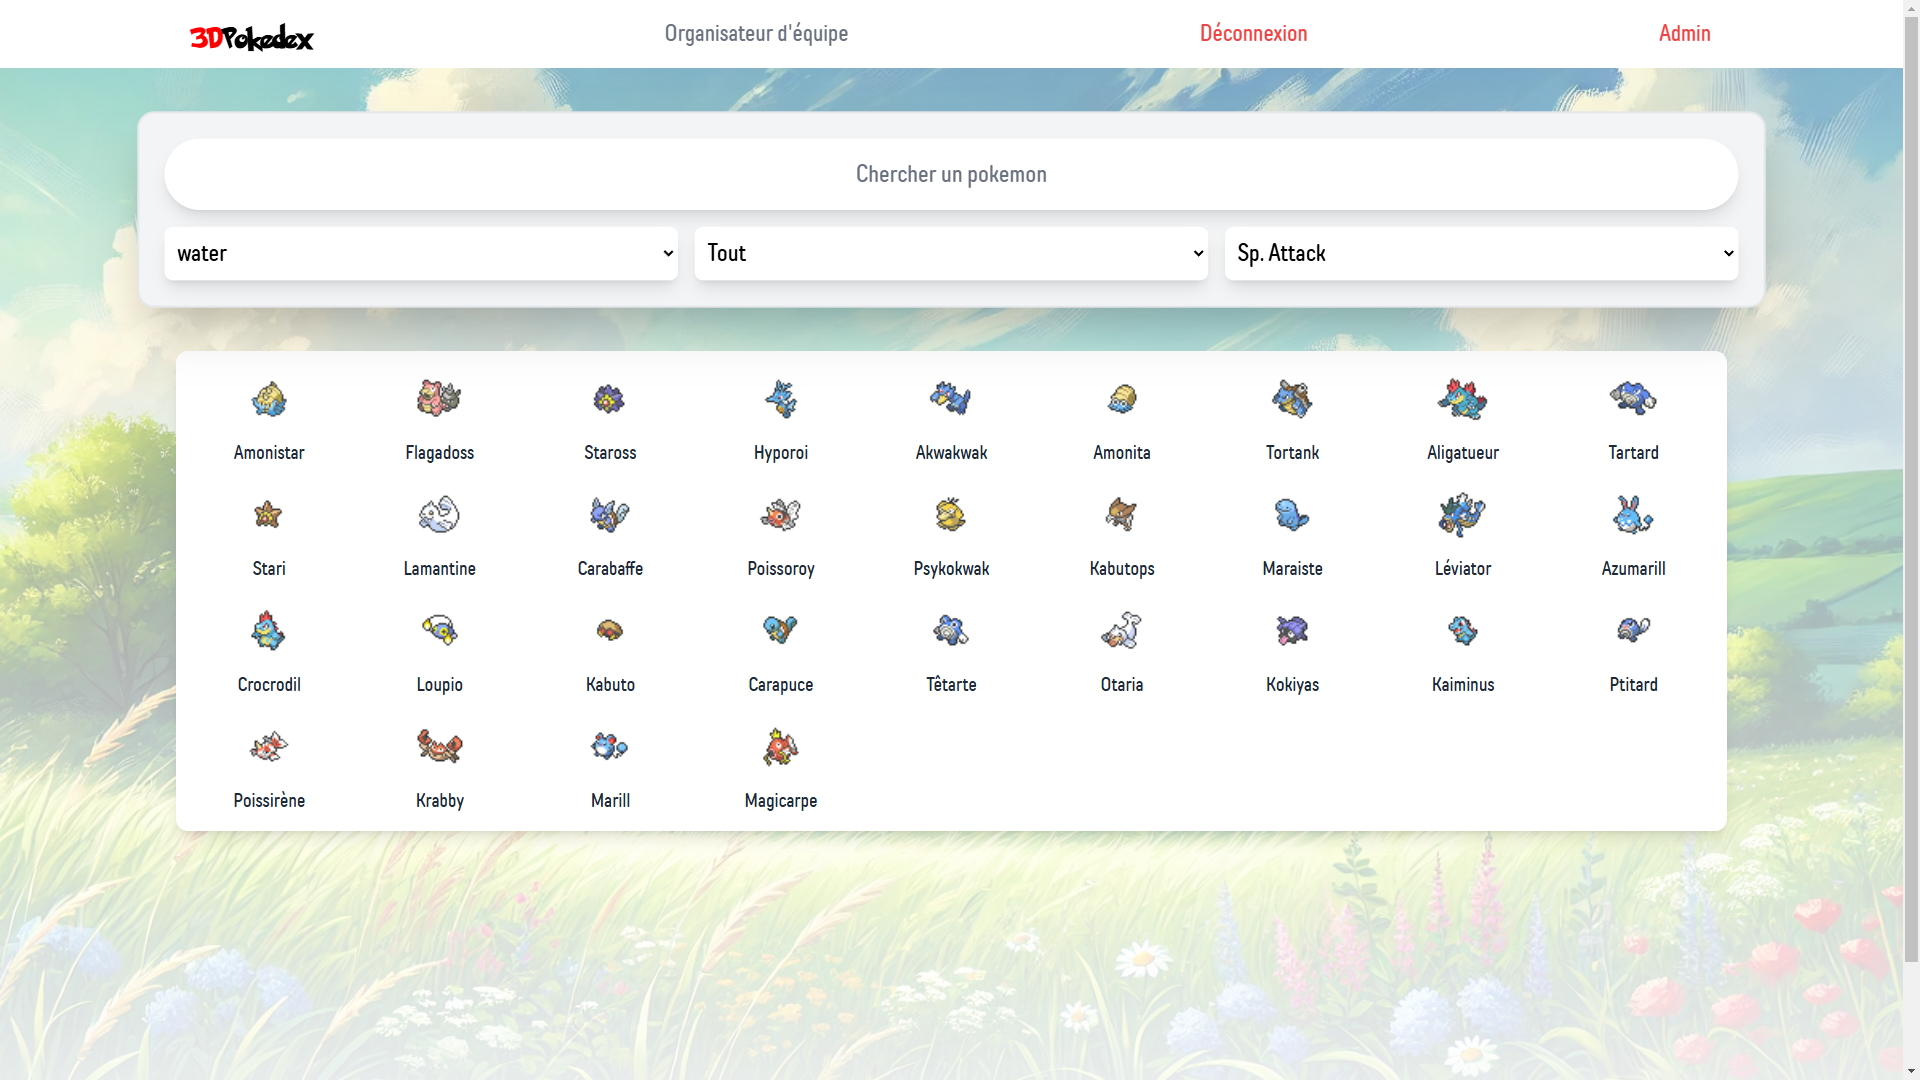 3DPokedex Organisateur d'équipe Déconnexion Admin
Chercher un pokemon
water Tout Sp. Attack
Amonistar Flagadoss Staross Hyporoi Akwakwak Amonita Tortank Aligatueur Tartard
Stari Lamantine Carabaffe Poissoroy Psykokwak Kabutops Maraiste Léviator Azumarill
Crocrodil Loupio Kabuto Carapuce Têtarte Otaria Kokiyas Kaiminus Ptitard
Poissirène Krabby Marill Magicarpe